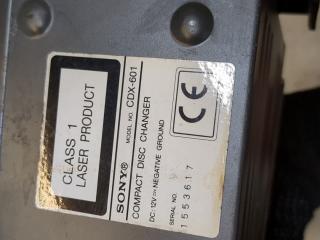 CLASS 1
LASER PRODUCT
SONY®
MODEL NO. CDX-601
COMPACT DISC CHANGER
DC 12V⎓ NEGATIVE GROUND
SERIAL NO.
1553617
CE